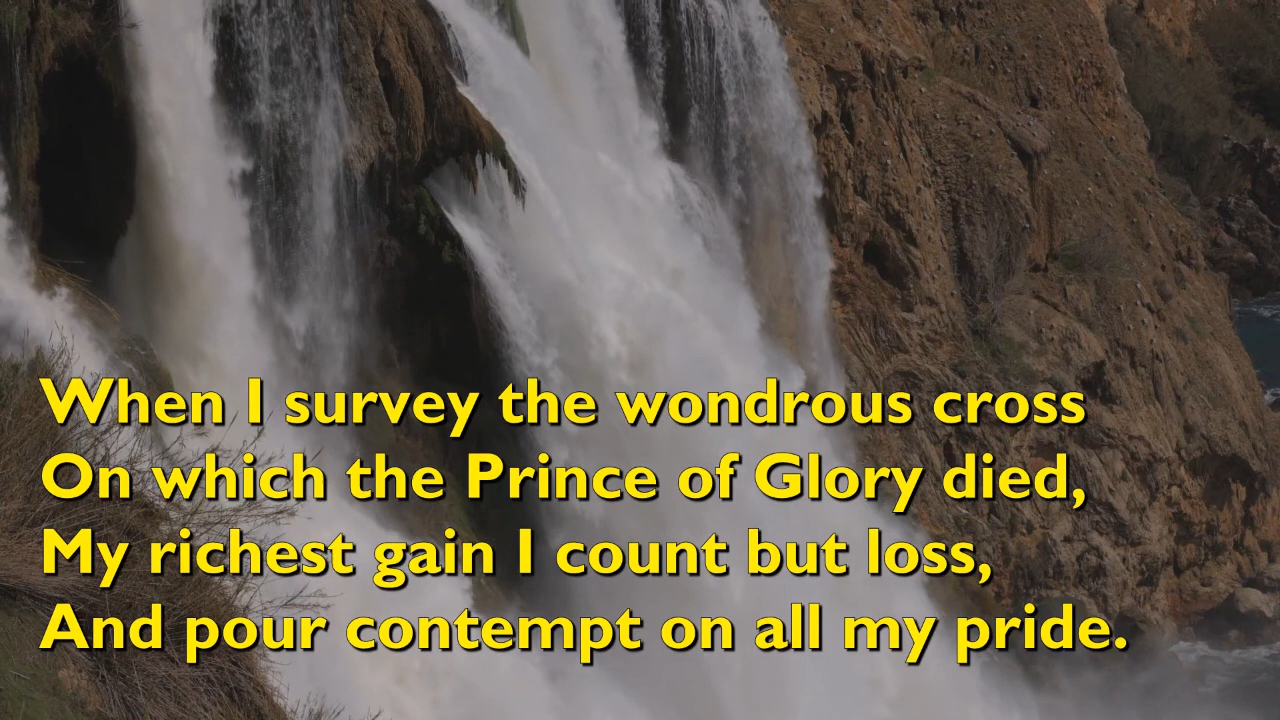 When I survey the wondrous cross
On which the Prince of Glory died,
My richest gain I count but loss,
And pour contempt on all my pride.